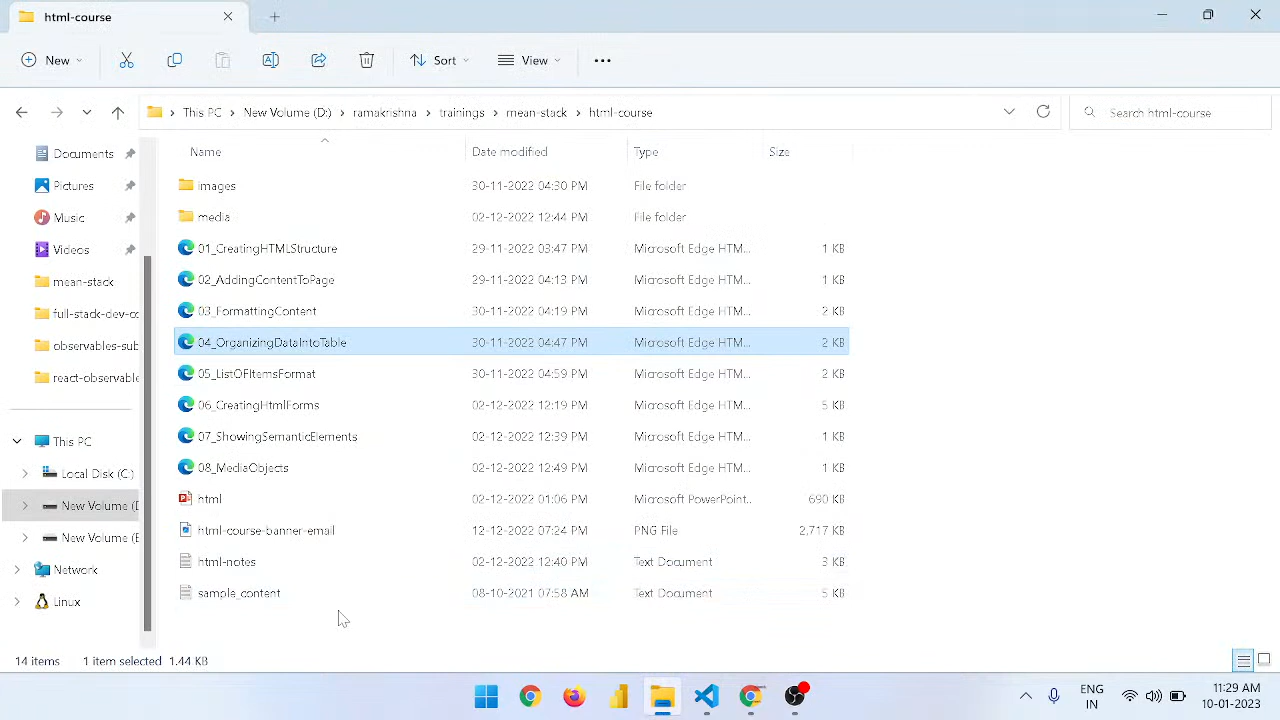 html-course
New Sort View
This PC New Volume (D:) ramakrishna trainings mean-stack html-course Search html-course
Name Date modified Type Size
Documents
Pictures
Music
Videos
mean-stack
full-stack-dev-co
observables-sub
react-observable
This PC
Local Disk (C:)
New Volume (D
New Volume (E
Network
Linux
images 30-11-2022 04:30 PM File folder
media 02-12-2022 12:44 PM File folder
01_CreatingHTMLStructure 29-11-2022 03:47 PM Microsoft Edge HTM... 1 KB
02_AddingContentToPage 29-11-2022 04:13 PM Microsoft Edge HTM... 1 KB
03_FormattingContent 30-11-2022 04:19 PM Microsoft Edge HTM... 2 KB
04_OrganizingDataIntoTable 30-11-2022 04:47 PM Microsoft Edge HTM... 2 KB
05_ListOFItemsFormat 30-11-2022 04:59 PM Microsoft Edge HTM... 2 KB
06_CreatingHtmlForms 02-12-2022 12:19 PM Microsoft Edge HTM... 5 KB
07_ShowingSemanticElements 02-12-2022 12:39 PM Microsoft Edge HTM... 1 KB
08_MediaObjects 02-12-2022 12:49 PM Microsoft Edge HTM... 1 KB
html 02-12-2022 01:06 PM Microsoft PowerPoint... 690 KB
html-course-banner-email 12-12-2022 07:24 PM PNG File 2,717 KB
html-notes 02-12-2022 12:40 PM Text Document 3 KB
sample_content 08-10-2021 07:58 AM Text Document 5 KB
14 items 1 item selected 1.44 KB
ENG
IN
11:29 AM
10-01-2023